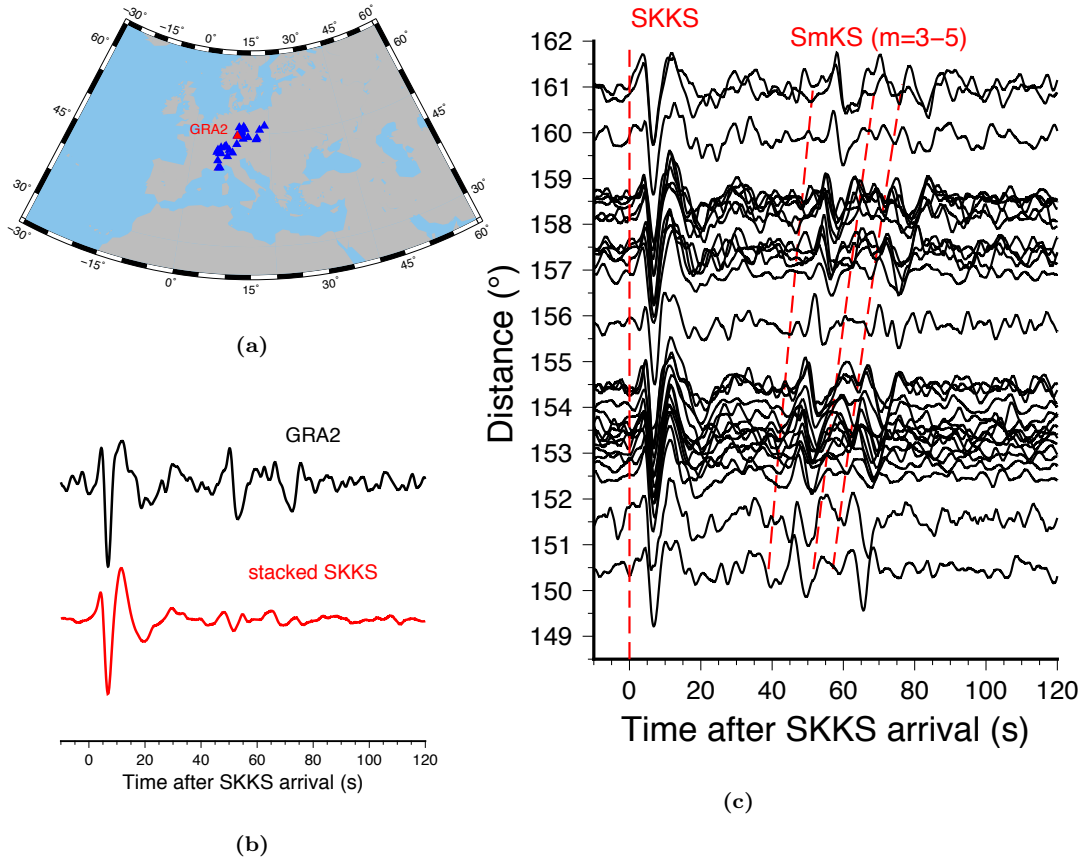 −30°
−15°
0°
15°
30°
45°
60°
60°
45°
30°
60°
45°
30°
−30°
−15°
0°
15°
30°
45°
60°
GRA2
(a)
GRA2
stacked SKKS
0 20 40 60 80 100 120
Time after SKKS arrival (s)
(b)
SKKS
SmKS (m=3−5)
162
161
160
159
158
157
156
155
154
153
152
151
150
149
Distance (°)
0 20 40 60 80 100 120
Time after SKKS arrival (s)
(c)